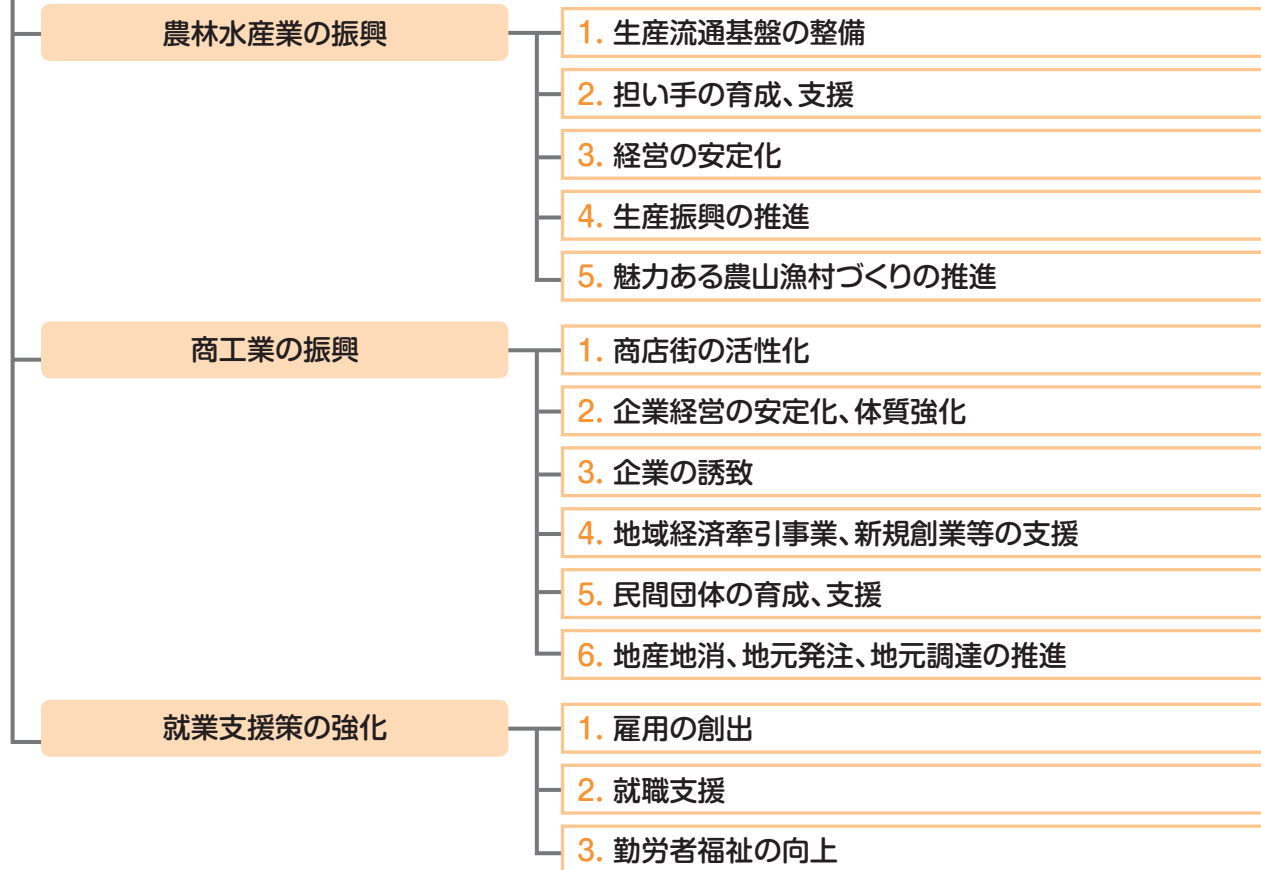 農林水産業の振興
1. 生産流通基盤の整備
2. 担い手の育成、支援
3. 経営の安定化
4. 生産振興の推進
5. 魅力ある農山漁村づくりの推進
商工業の振興
1. 商店街の活性化
2. 企業経営の安定化、体質強化
3. 企業の誘致
4. 地域経済牽引事業、新規創業等の支援
5. 民間団体の育成、支援
6. 地産地消、地元発注、地元調達の推進
就業支援策の強化
1. 雇用の創出
2. 就職支援
3. 勤労者福祉の向上